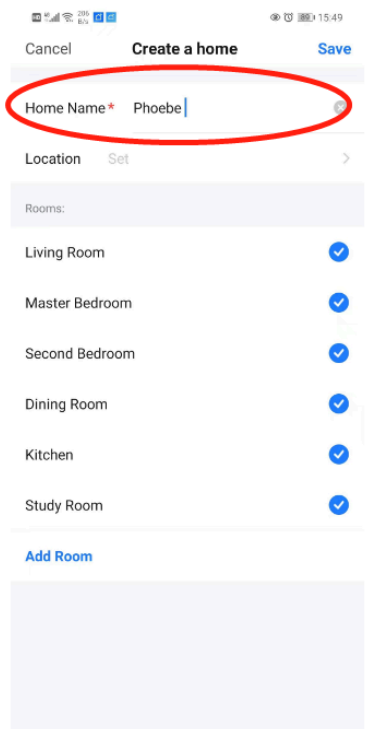 206 B/s 15:49
Cancel Create a home Save
Home Name* Phoebe
Location Set
Rooms:
Living Room
Master Bedroom
Second Bedroom
Dining Room
Kitchen
Study Room
Add Room